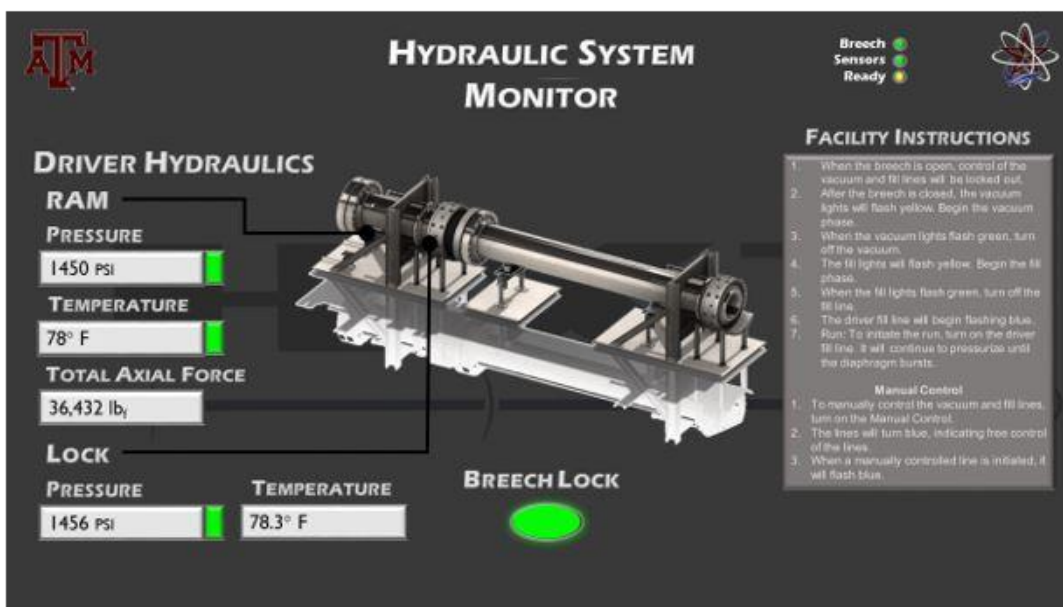 ATM
HYDRAULIC SYSTEM
MONITOR
Breech
Sensors
Ready
DRIVER HYDRAULICS
RAM
PRESSURE
1450 PSI
TEMPERATURE
78° F
TOTAL AXIAL FORCE
36,432 lbf
LOCK
PRESSURE
1456 PSI
TEMPERATURE
78.3° F
BREECH LOCK
FACILITY INSTRUCTIONS
1. When the breech is open, control of the
vacuum and fill lines will be locked out.
2. After the breech is closed, the vacuum
lights will flash yellow. Begin the vacuum
phase.
3. When the vacuum lights flash green, turn
off the vacuum.
4. The fill lights will flash yellow. Begin the fill
phase.
5. When the fill lights flash green, turn off the
fill line.
6. The driver fill line will begin flashing blue.
7. Run: To initiate the run, turn on the driver
fill line. It will continue to pressurize until
the diaphragm bursts.
Manual Control
1. To manually control the vacuum and fill lines,
turn on the Manual Control.
2. The lines will turn blue, indicating free control
of the lines.
3. When a manually controlled line is initiated, it
will flash blue.